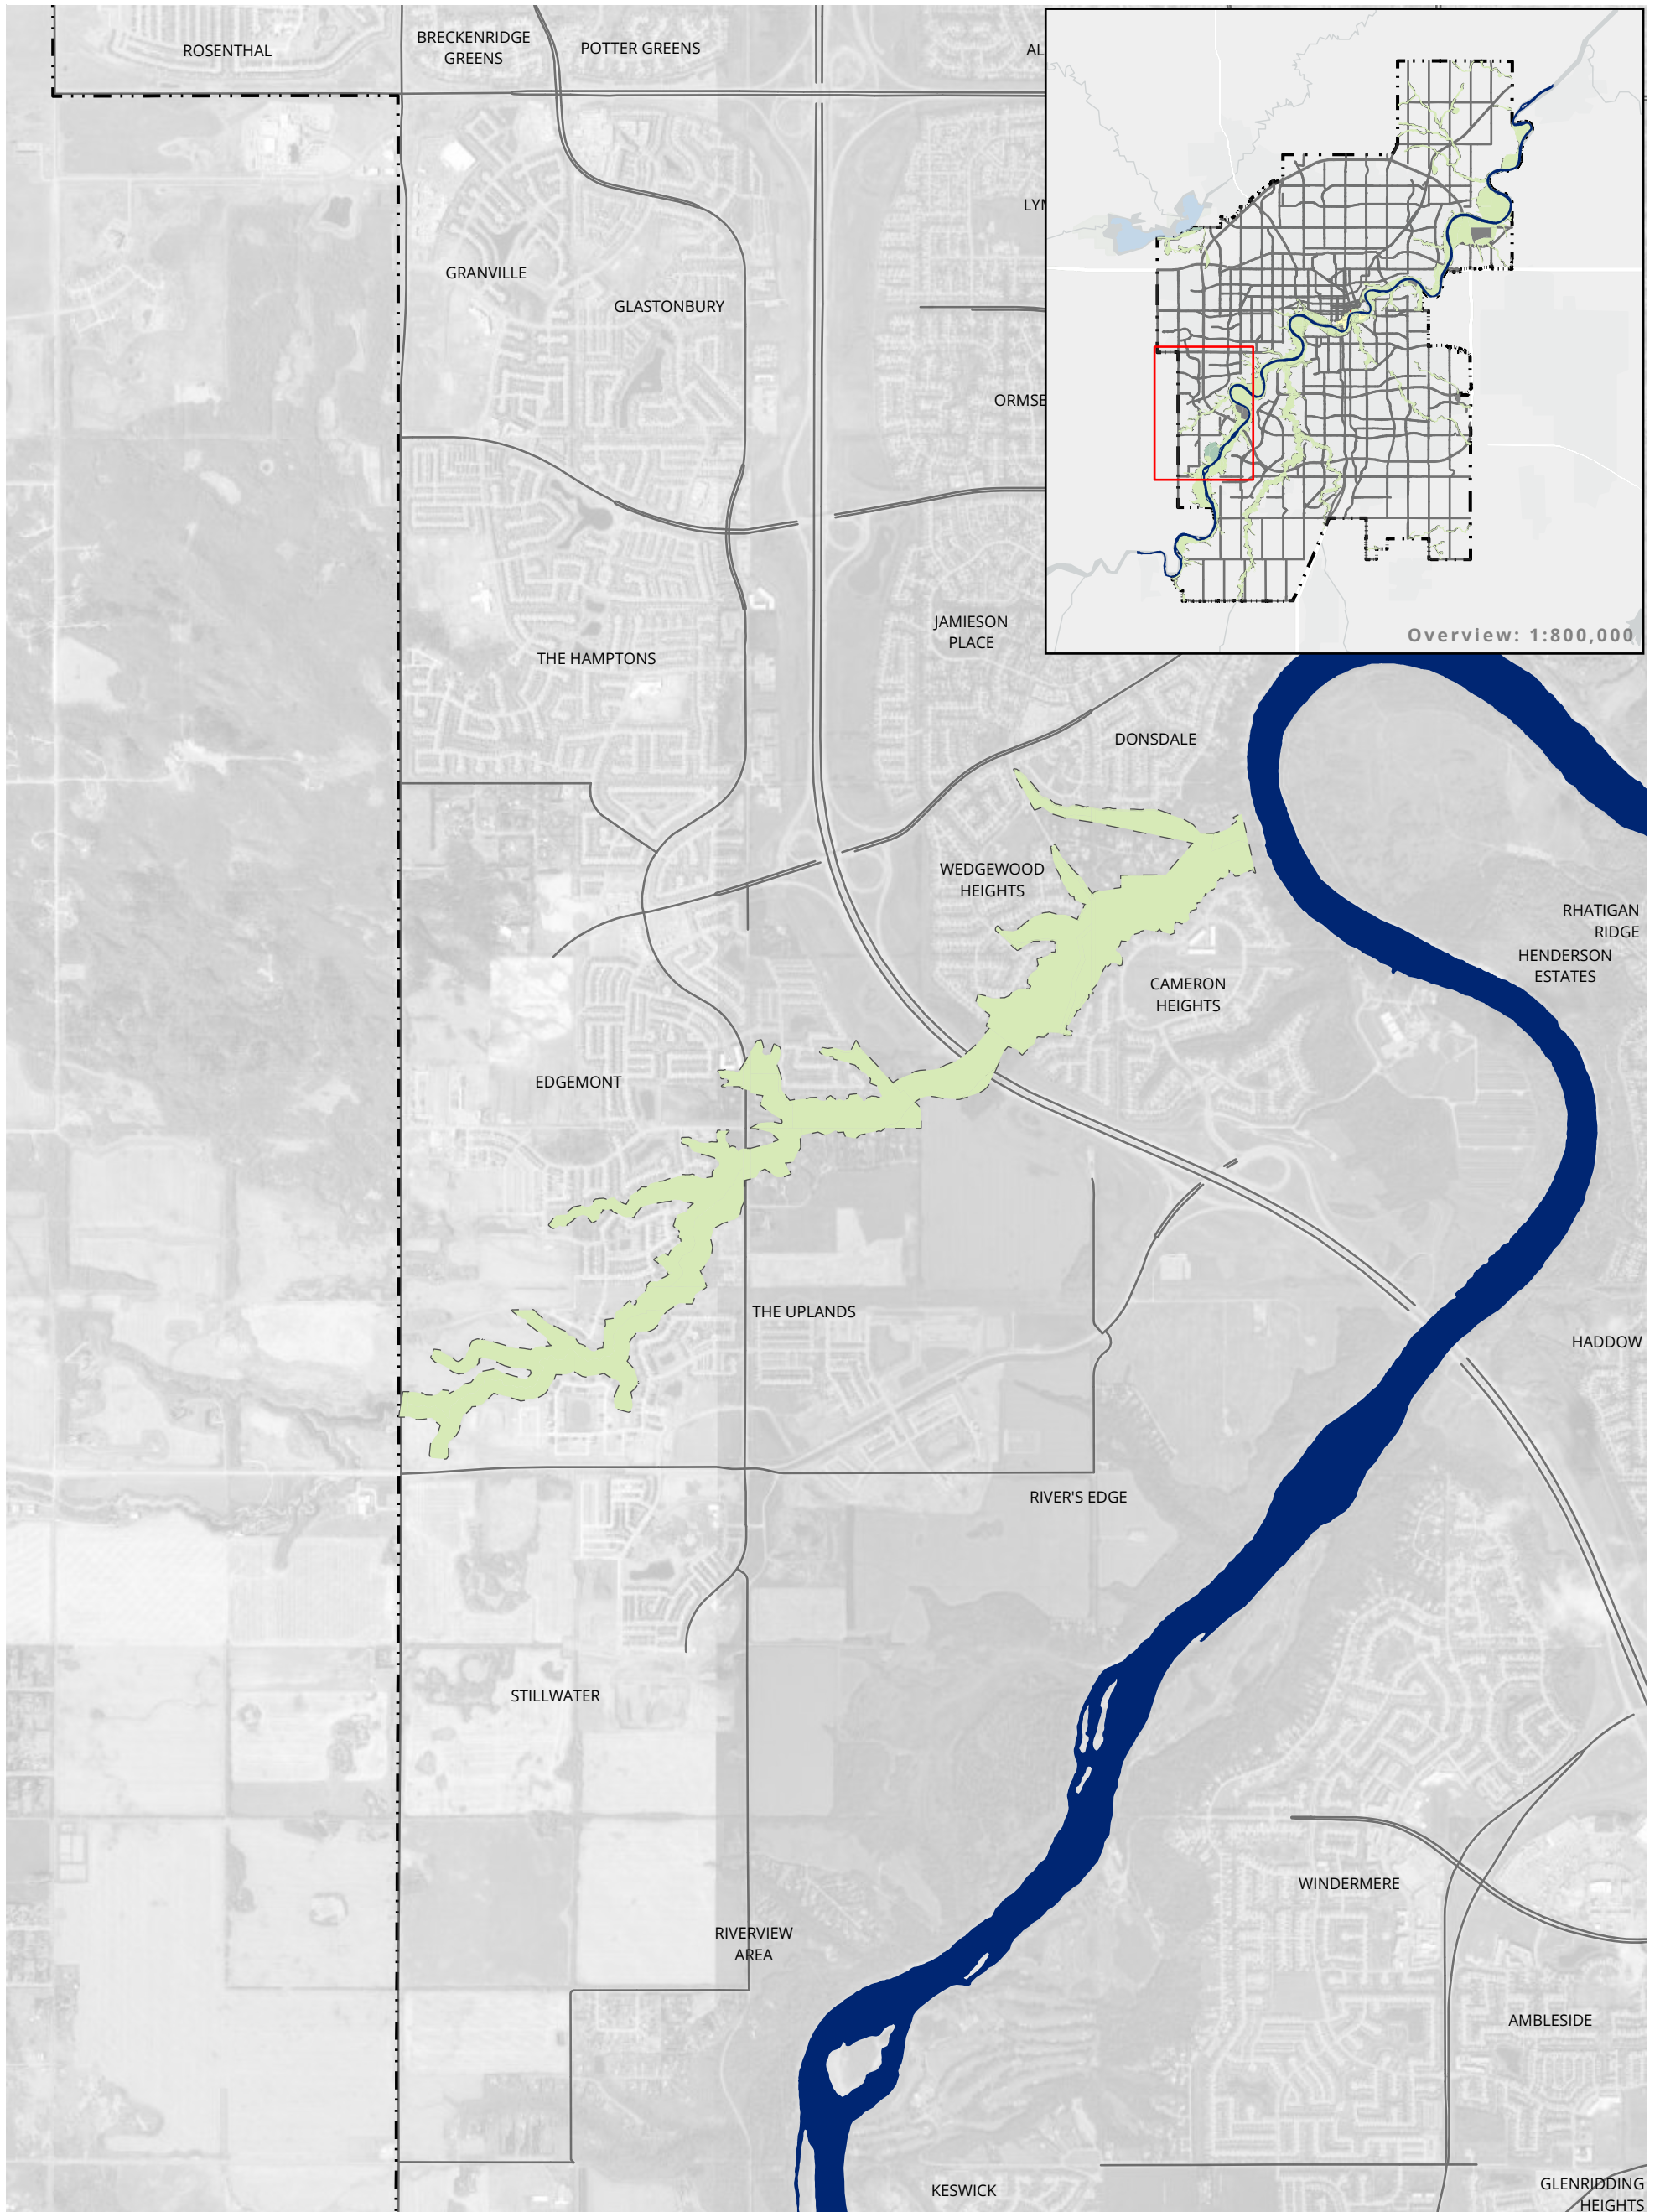 ROSENTHAL
BRECKENRIDGE
GREENS
POTTER GREENS
AL
LY
GRANVILLE
GLASTONBURY
ORMSE
Overview: 1:800,000
JAMIESON
PLACE
THE HAMPTONS
DONSDALE
WEDGEWOOD
HEIGHTS
RHATIGAN
RIDGE
HENDERSON
ESTATES
CAMERON
HEIGHTS
EDGEMONT
THE UPLANDS
HADDOW
RIVER'S EDGE
STILLWATER
WINDERMERE
RIVERVIEW
AREA
AMBLESIDE
KESWICK
GLENRIDDING
HEIGHTS